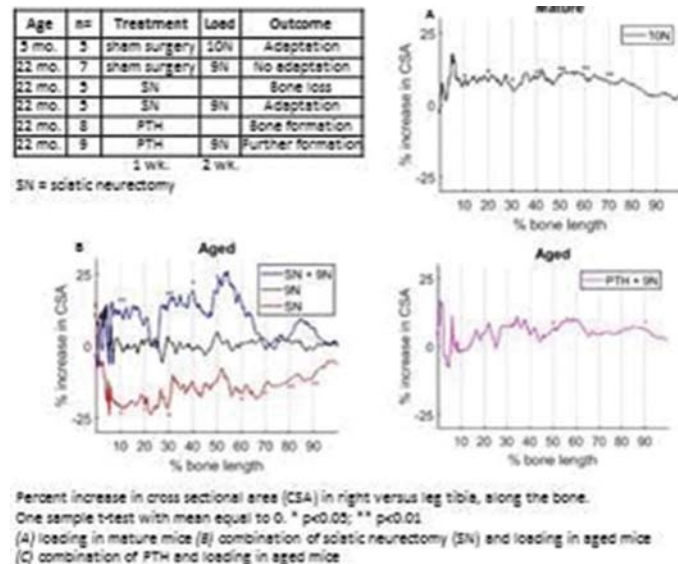 Age n= Treatment Load Outcome
5 mo. 5 sham surgery 10N Adaptation
22 mo. 7 sham surgery 9N No adaptation
22 mo. 5 SN Bone loss
22 mo. 5 SN 9N Adaptation
22 mo. 8 PTH Bone formation
22 mo. 9 PTH 9N Further formation
1 wk. 2 wk.
SN = sciatic neurectomy
A
Mature
10N
25
0
-25
% increase in CSA
10 20 30 40 50 60 70 80 90
% bone length
B
Aged
SN + 9N
9N
SN
25
0
-25
% increase in CSA
10 20 30 40 50 60 70 80 90
% bone length
Aged
PTH + 9N
25
0
-25
% increase in CSA
10 20 30 40 50 60 70 80 90
% bone length
Percent increase in cross sectional area (CSA) in right versus leg tibia, along the bone.
One sample t-test with mean equal to 0. * p<0.05; ** p<0.01
(A) loading in mature mice (B) combination of sciatic neurectomy (SN) and loading in aged mice
(C) combination of PTH and loading in aged mice